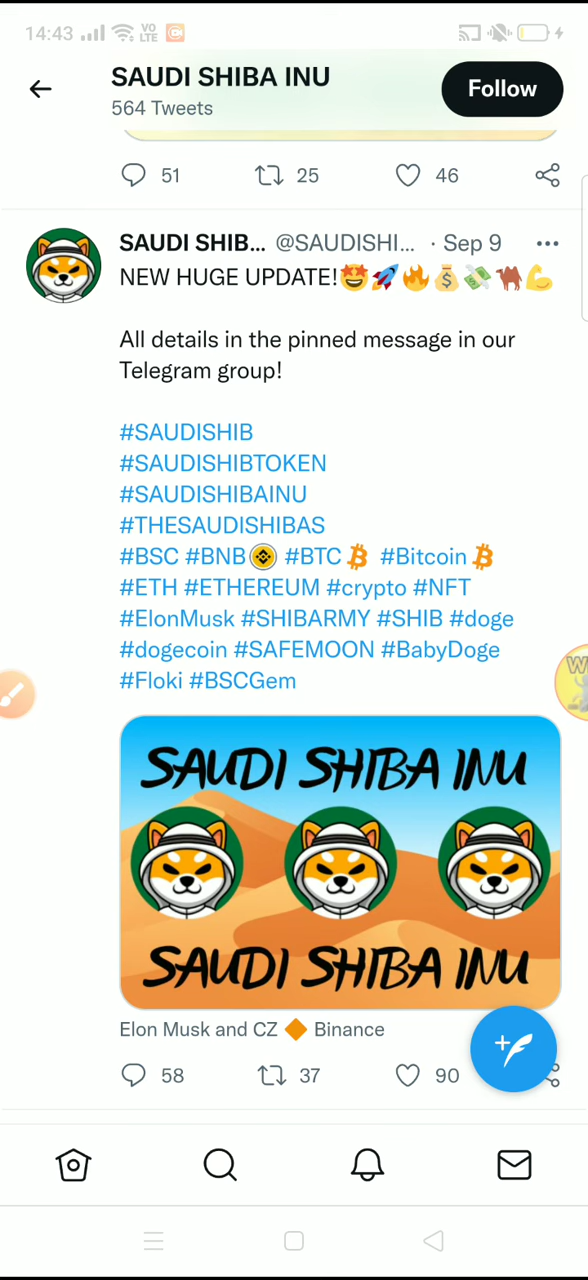 14:43 VO LTE
SAUDI SHIBA INU
564 Tweets
Follow
51 25 46
SAUDI SHIB... @SAUDISHI... · Sep 9
NEW HUGE UPDATE!🤩🚀🔥💰💸🐪💪
All details in the pinned message in our
Telegram group!
#SAUDISHIB
#SAUDISHIBTOKEN
#SAUDISHIBAINU
#THESAUDISHIBAS
#BSC #BNB #BTC #Bitcoin
#ETH #ETHEREUM #crypto #NFT
#ElonMusk #SHIBARMY #SHIB #doge
#dogecoin #SAFEMOON #BabyDoge
#Floki #BSCGem
W
SAUDI SHIBA INU
SAUDI SHIBA INU
Elon Musk and CZ 🔶 Binance
58 37 90